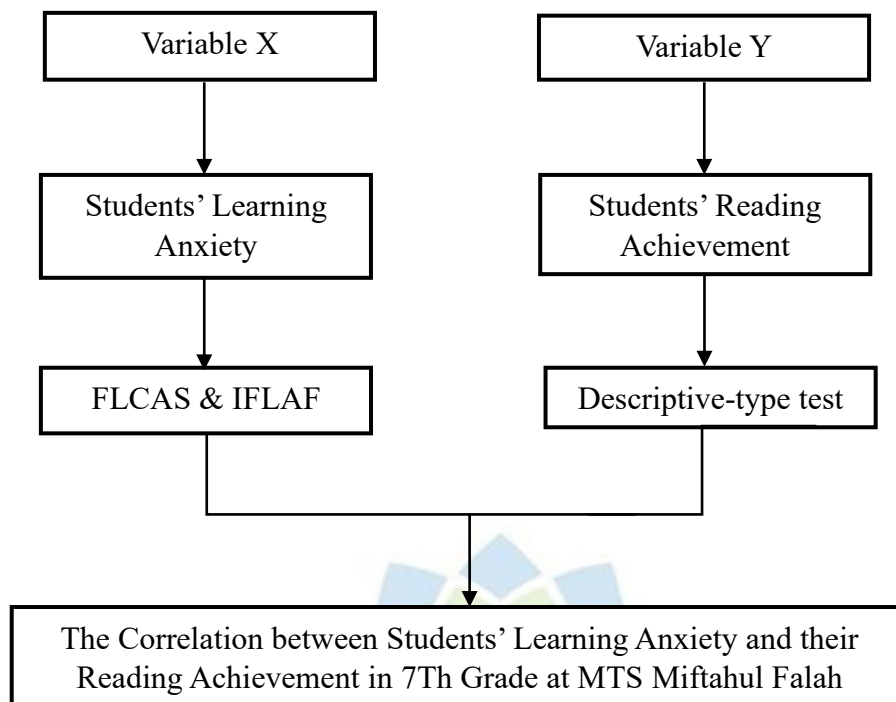 Variable X
Variable Y
Students’ Learning
Anxiety
Students’ Reading
Achievement
FLCAS & IFLAF
Descriptive-type test
The Correlation between Students’ Learning Anxiety and their
Reading Achievement in 7Th Grade at MTS Miftahul Falah